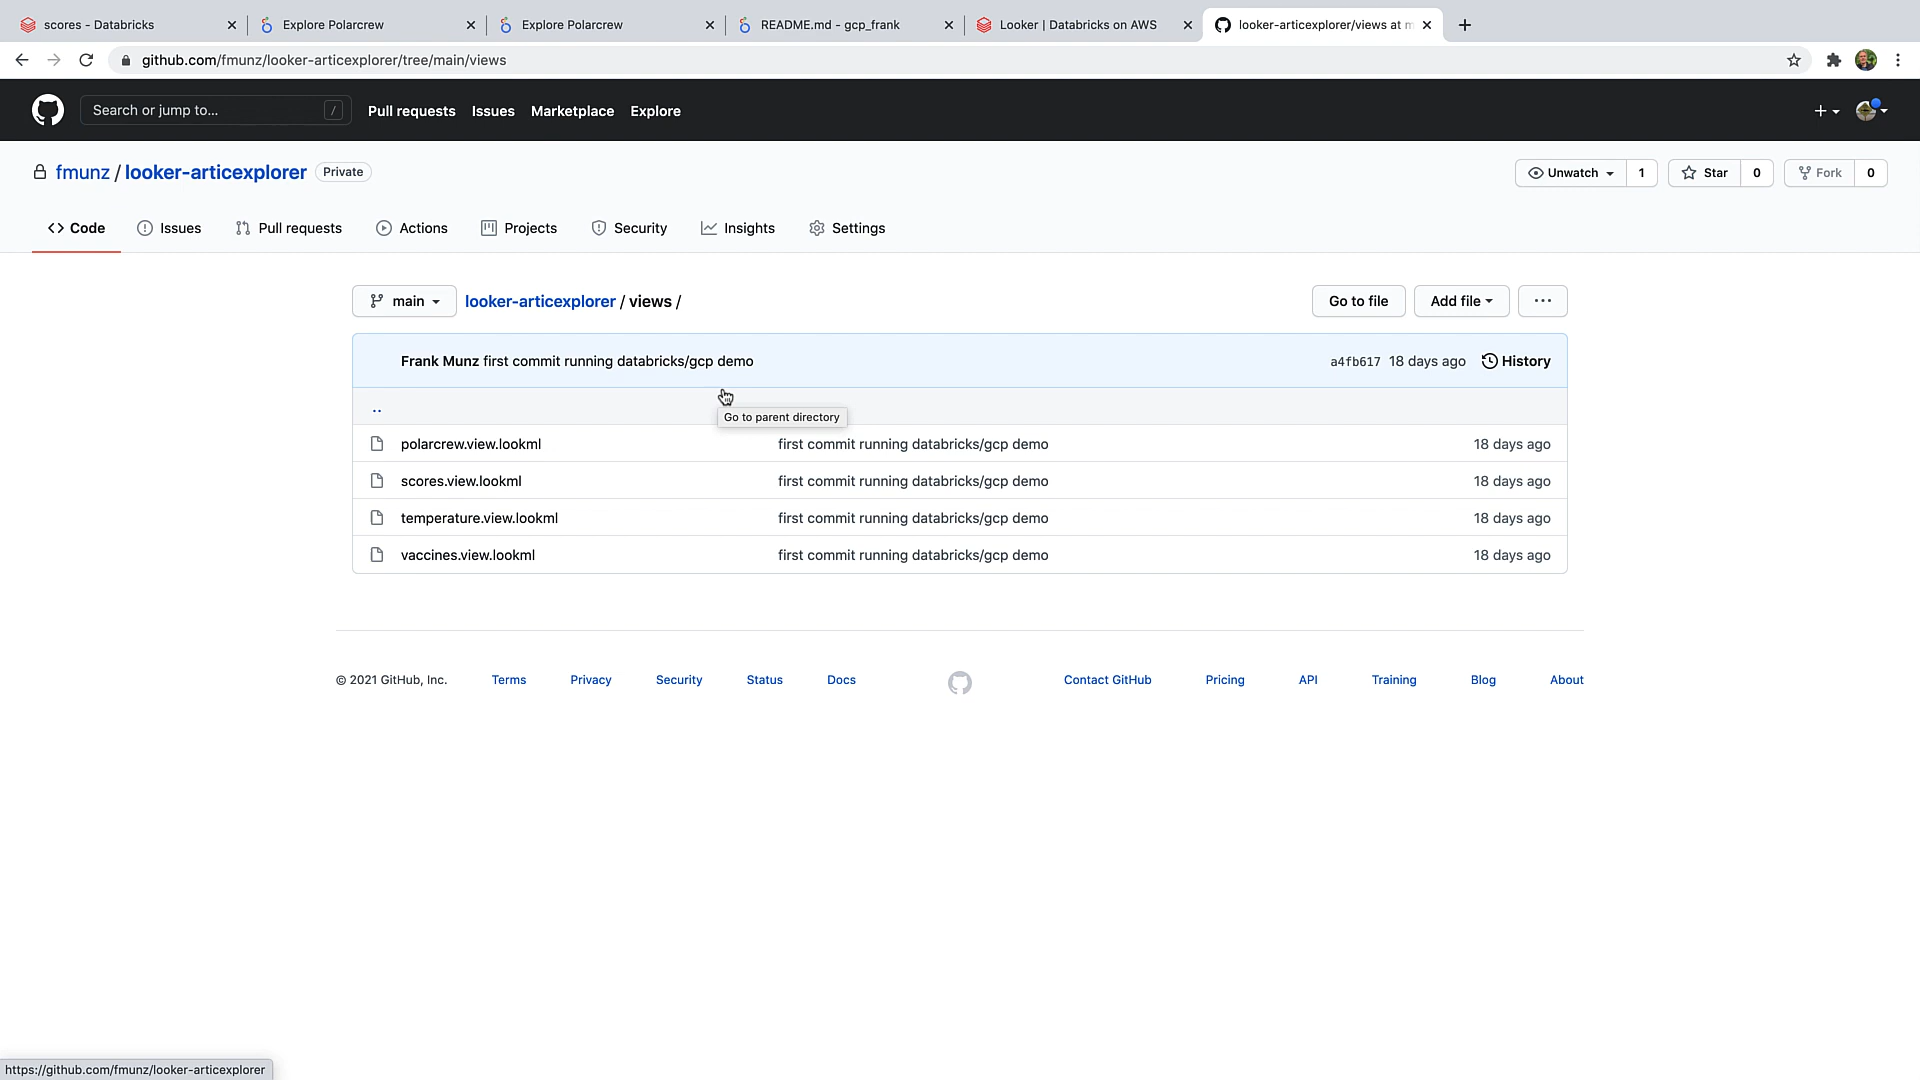 scores - Databricks
Explore Polarcrew
Explore Polarcrew
README.md - gcp_frank
Looker | Databricks on AWS
looker-articexplorer/views at m
github.com/fmunz/looker-articexplorer/tree/main/views
Search or jump to... /
Pull requests
Issues
Marketplace
Explore
fmunz / looker-articexplorer Private
Unwatch 1
Star 0
Fork 0
Code
Issues
Pull requests
Actions
Projects
Security
Insights
Settings
main
looker-articexplorer / views /
Go to file
Add file
...
Frank Munz first commit running databricks/gcp demo
a4fb617 18 days ago History
..
Go to parent directory
polarcrew.view.lookml first commit running databricks/gcp demo 18 days ago
scores.view.lookml first commit running databricks/gcp demo 18 days ago
temperature.view.lookml first commit running databricks/gcp demo 18 days ago
vaccines.view.lookml first commit running databricks/gcp demo 18 days ago
© 2021 GitHub, Inc.
Terms
Privacy
Security
Status
Docs
Contact GitHub
Pricing
API
Training
Blog
About
https://github.com/fmunz/looker-articexplorer